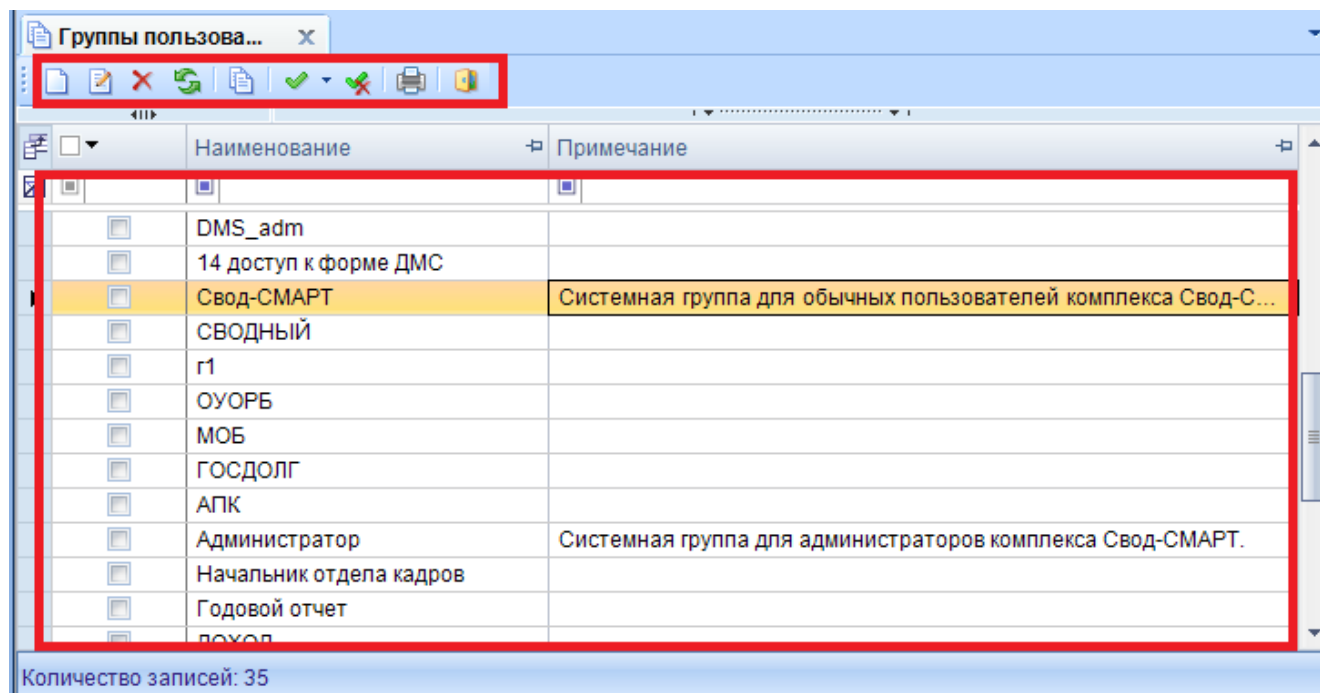 Группы пользова...
Наименование Примечание
DMS_adm
14 доступ к форме ДМС
Свод-СМАРТ Системная группа для обычных пользователей комплекса Свод-С...
СВОДНЫЙ
г1
ОУОРБ
МОБ
ГОСДОЛГ
АПК
Администратор Системная группа для администраторов комплекса Свод-СМАРТ.
Начальник отдела кадров
Годовой отчет
Количество записей: 35